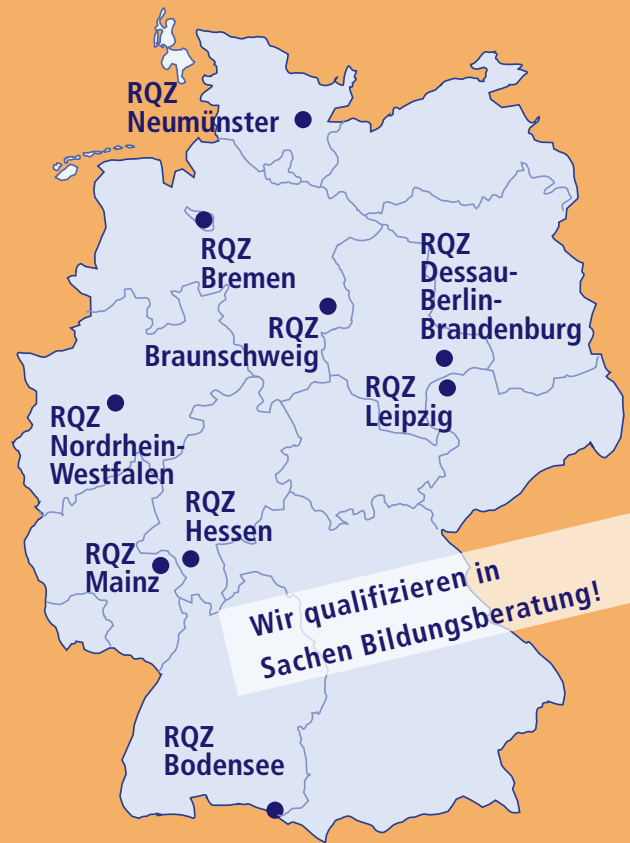 RQZ
Neumünster
RQZ
Bremen
RQZ
Dessau-
Berlin-
Brandenburg
RQZ
Braunschweig
RQZ
Leipzig
RQZ
Nordrhein-
Westfalen
RQZ
Hessen
RQZ
Mainz
Wir qualifizieren in
Sachen Bildungsberatung!
RQZ
Bodensee